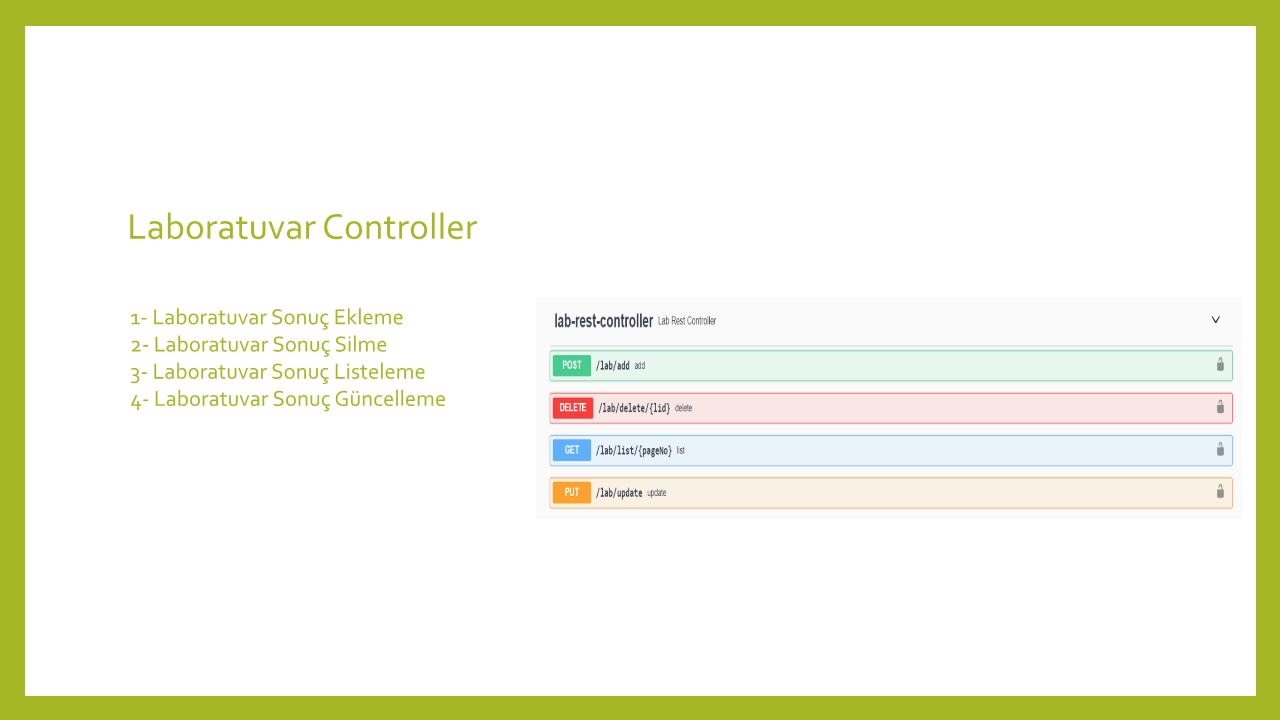 Laboratuvar Controller
1- Laboratuvar Sonuç Ekleme
2- Laboratuvar Sonuç Silme
3- Laboratuvar Sonuç Listeleme
4- Laboratuvar Sonuç Güncelleme
lab-rest-controller Lab Rest Controller
POST /lab/add add
DELETE /lab/delete/{lid} delete
GET /lab/list/{pageNo} list
PUT /lab/update update